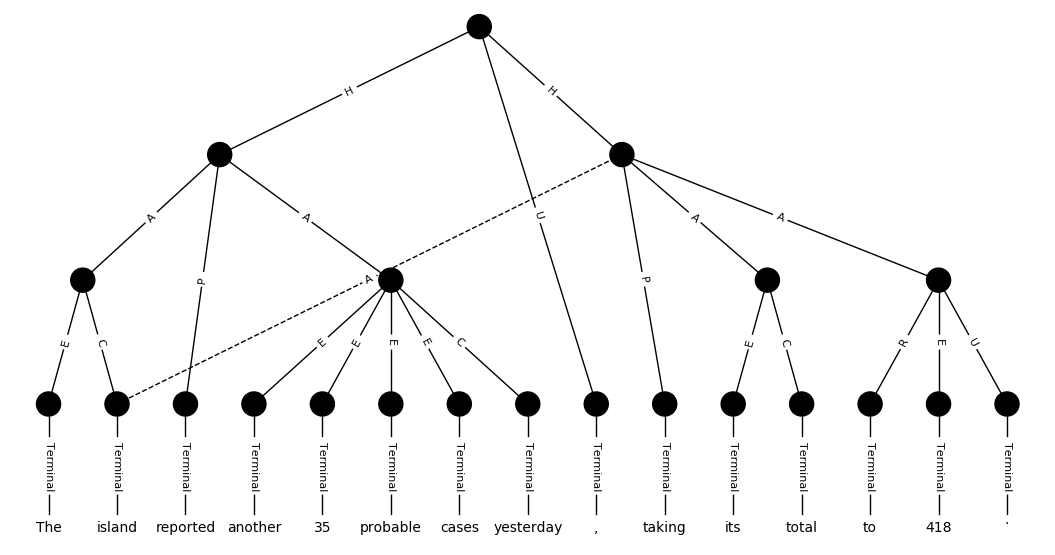 H
H
A
A
U
A
A
A
P
P
E
C
E
E
E
E
C
E
C
R
E
U
Terminal Terminal Terminal Terminal Terminal Terminal Terminal Terminal Terminal Terminal Terminal Terminal Terminal Terminal Terminal
The island reported another 35 probable cases yesterday , taking its total to 418 .